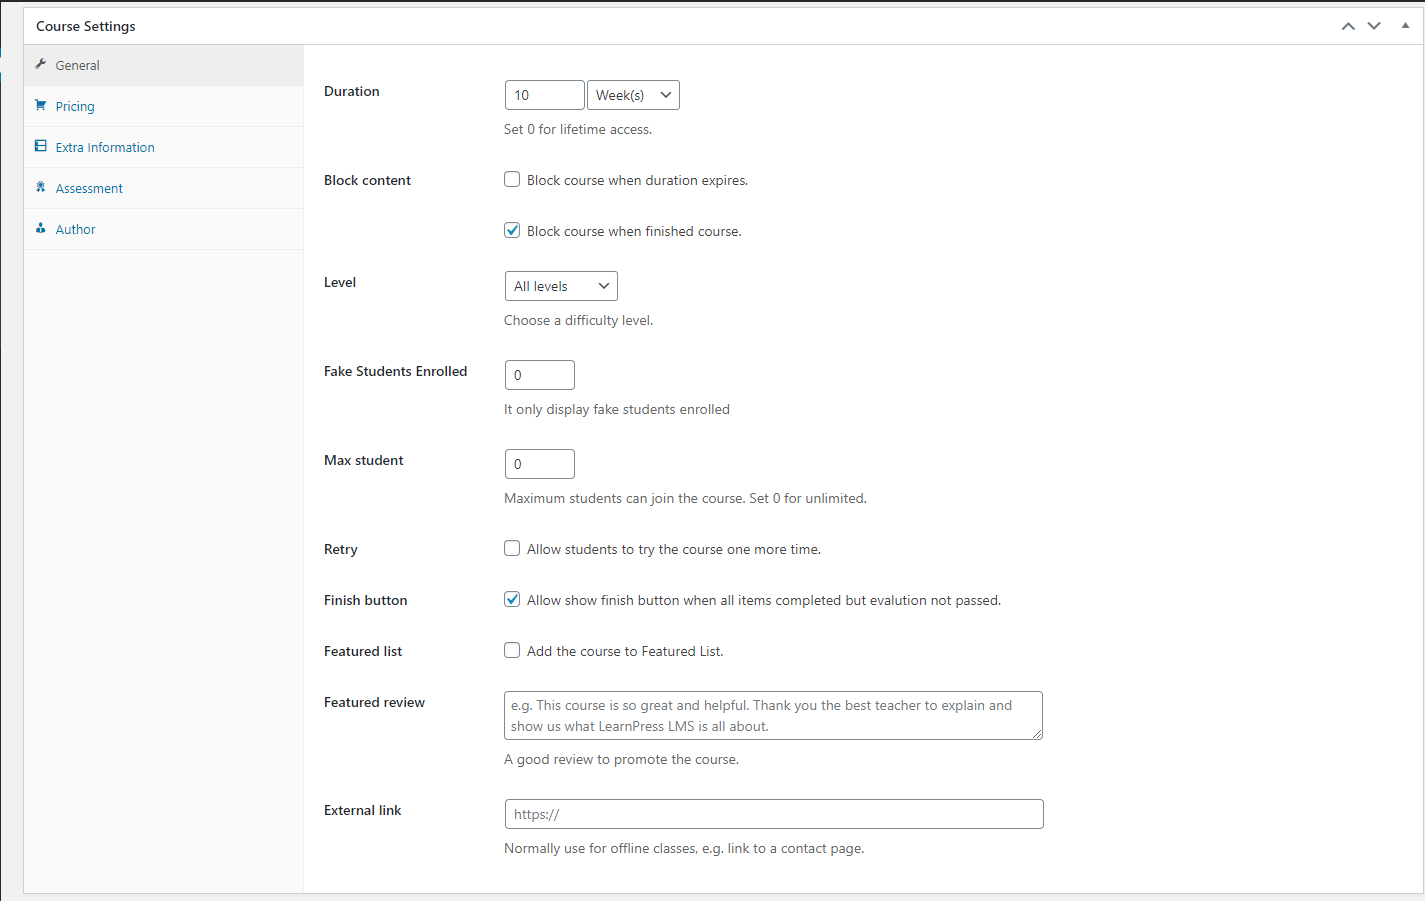 Course Settings
General
Pricing
Extra Information
Assessment
Author
Duration
10
Week(s)
Set 0 for lifetime access.
Block content
Block course when duration expires.
Block course when finished course.
Level
All levels
Choose a difficulty level.
Fake Students Enrolled
0
It only display fake students enrolled
Max student
0
Maximum students can join the course. Set 0 for unlimited.
Retry
Allow students to try the course one more time.
Finish button
Allow show finish button when all items completed but evalution not passed.
Featured list
Add the course to Featured List.
Featured review
e.g. This course is so great and helpful. Thank you the best teacher to explain and
show us what LearnPress LMS is all about.
A good review to promote the course.
External link
https://
Normally use for offline classes, e.g. link to a contact page.